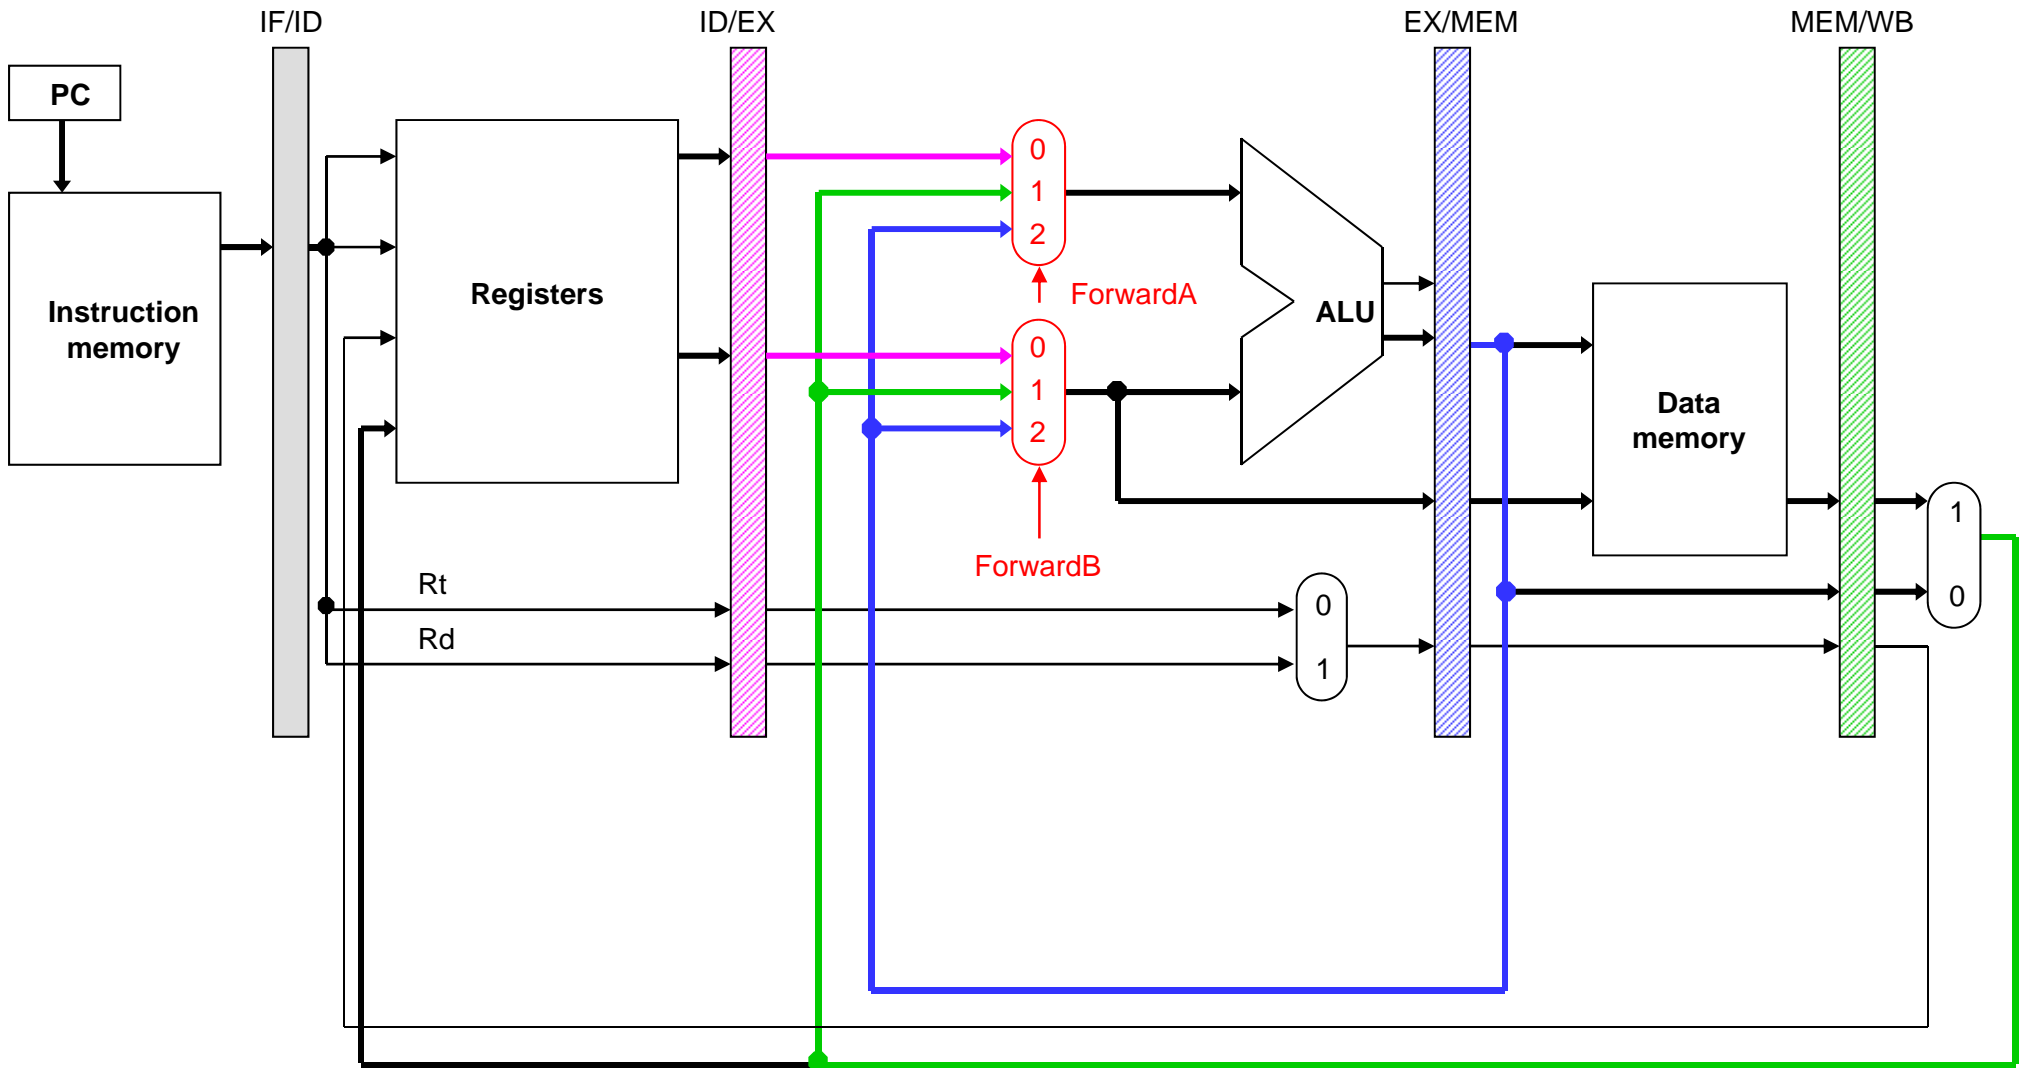 IF/ID
ID/EX
EX/MEM
MEM/WB
PC
Instruction
memory
Registers
0
1
2
ForwardA
0
1
2
ForwardB
ALU
Data
memory
1
0
Rt
Rd
0
1